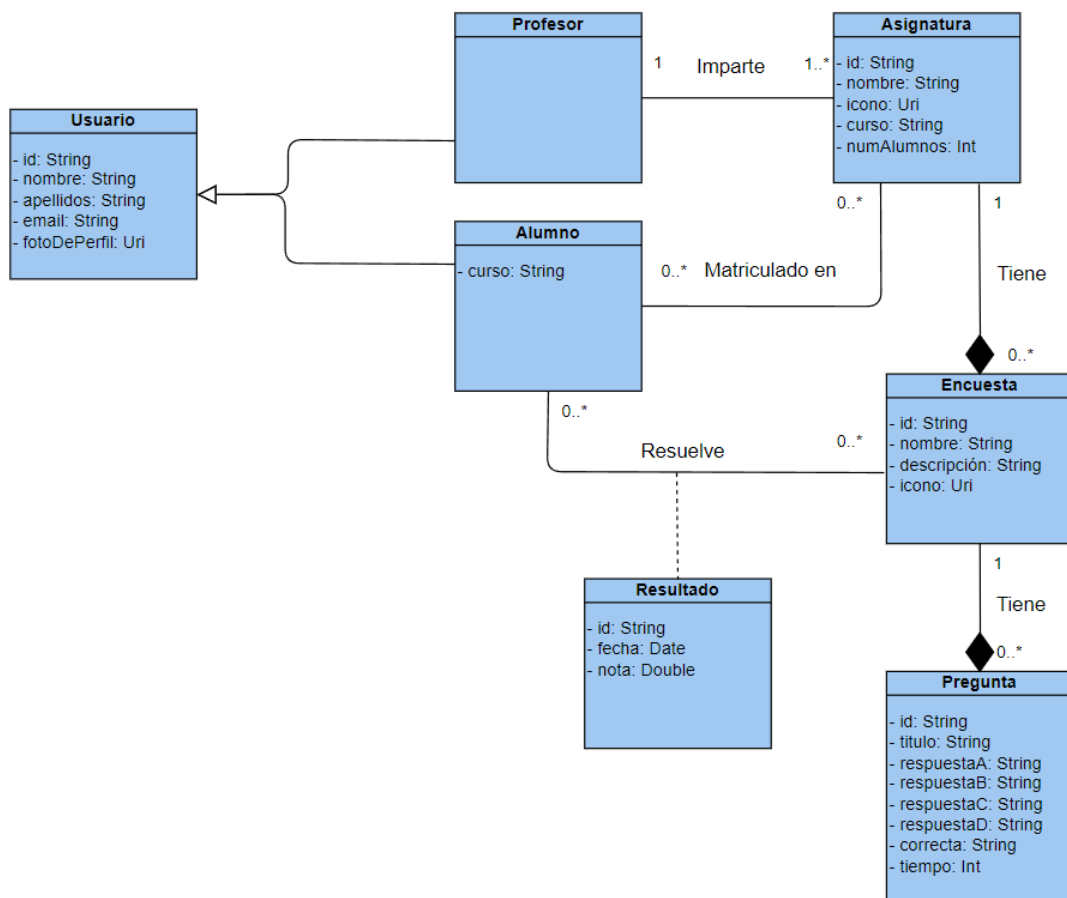 Profesor
1
Imparte
1..*
Asignatura
- id: String
- nombre: String
- icono: Uri
- curso: String
- numAlumnos: Int
Usuario
- id: String
- nombre: String
- apellidos: String
- email: String
- fotoDePerfil: Uri
Alumno
- curso: String
0..*
Matriculado en
0..*
1
Tiene
0..*
Encuesta
- id: String
- nombre: String
- descripción: String
- icono: Uri
0..*
Resuelve
0..*
Resultado
- id: String
- fecha: Date
- nota: Double
1
Tiene
0..*
Pregunta
- id: String
- titulo: String
- respuestaA: String
- respuestaB: String
- respuestaC: String
- respuestaD: String
- correcta: String
- tiempo: Int